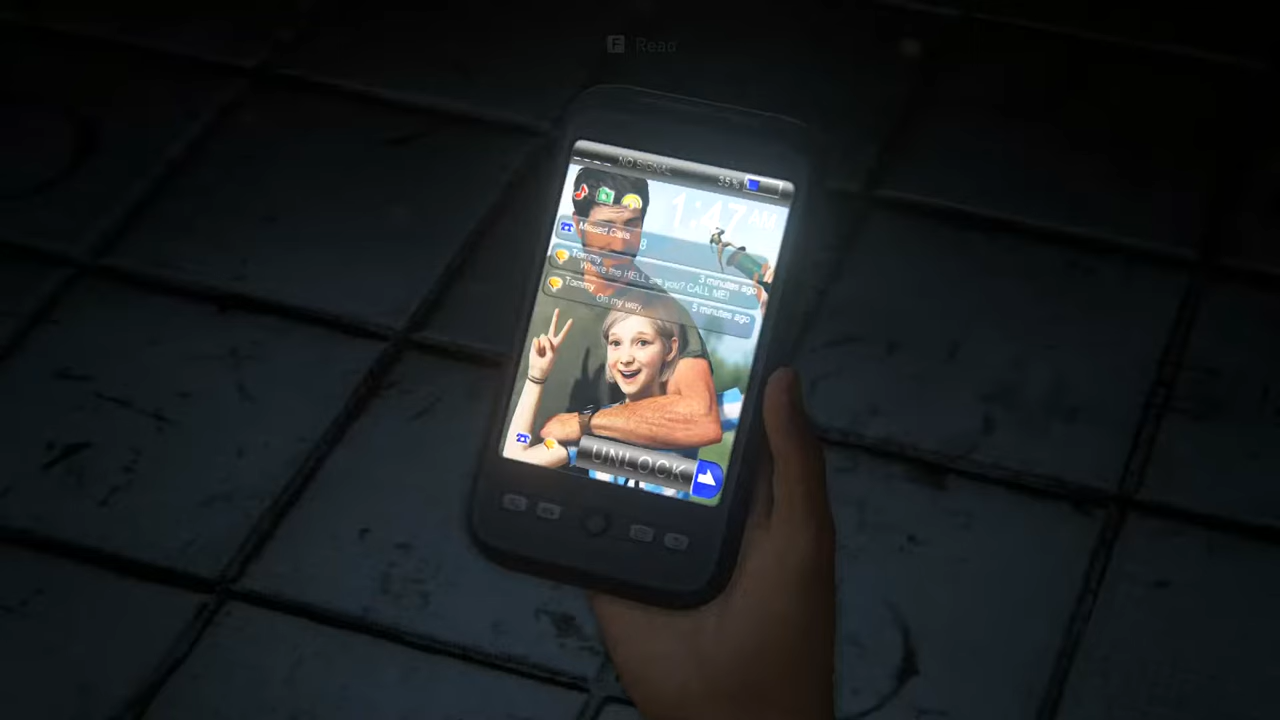 F Read
NO SIGNAL 35%
1:47 AM
Missed Calls
8
Tommy 3 minutes ago
Where the HELL are you? CALL ME!
Tommy 5 minutes ago
On my way.
UNLOCK